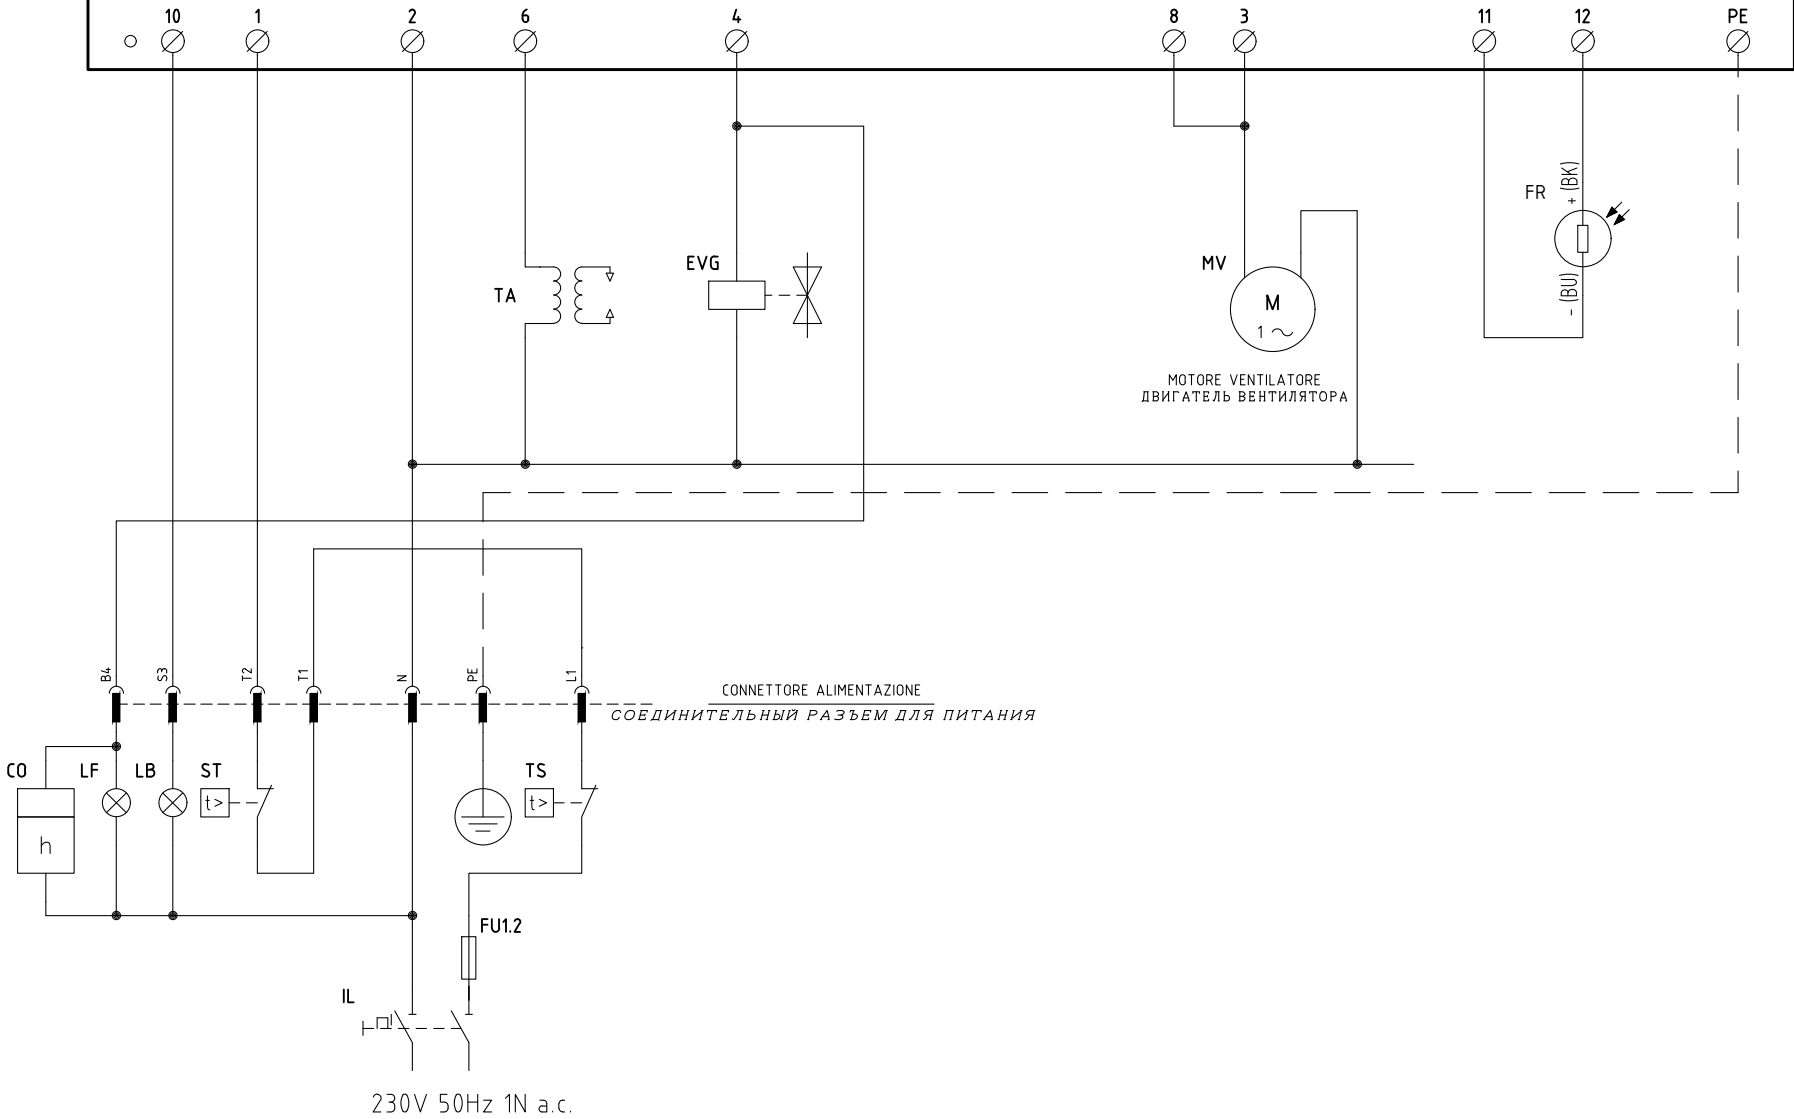 10 1 2 6 4 8 3 11 12 PE
FR + (BK)
- (BU)
TA
EVG
MV
M
1 ~
MOTORE VENTILATORE
ДВИГАТЕЛЬ ВЕНТИЛЯТОРА
B4 S3 T2 T1 N PE L1
CONNETTORE ALIMENTAZIONE
СОЕДИНИТЕЛЬНЫЙ РАЗЪЕМ ДЛЯ ПИТАНИЯ
CO LF LB ST TS
t> t>
h
FU1.2
IL
230V 50Hz 1N a.c.